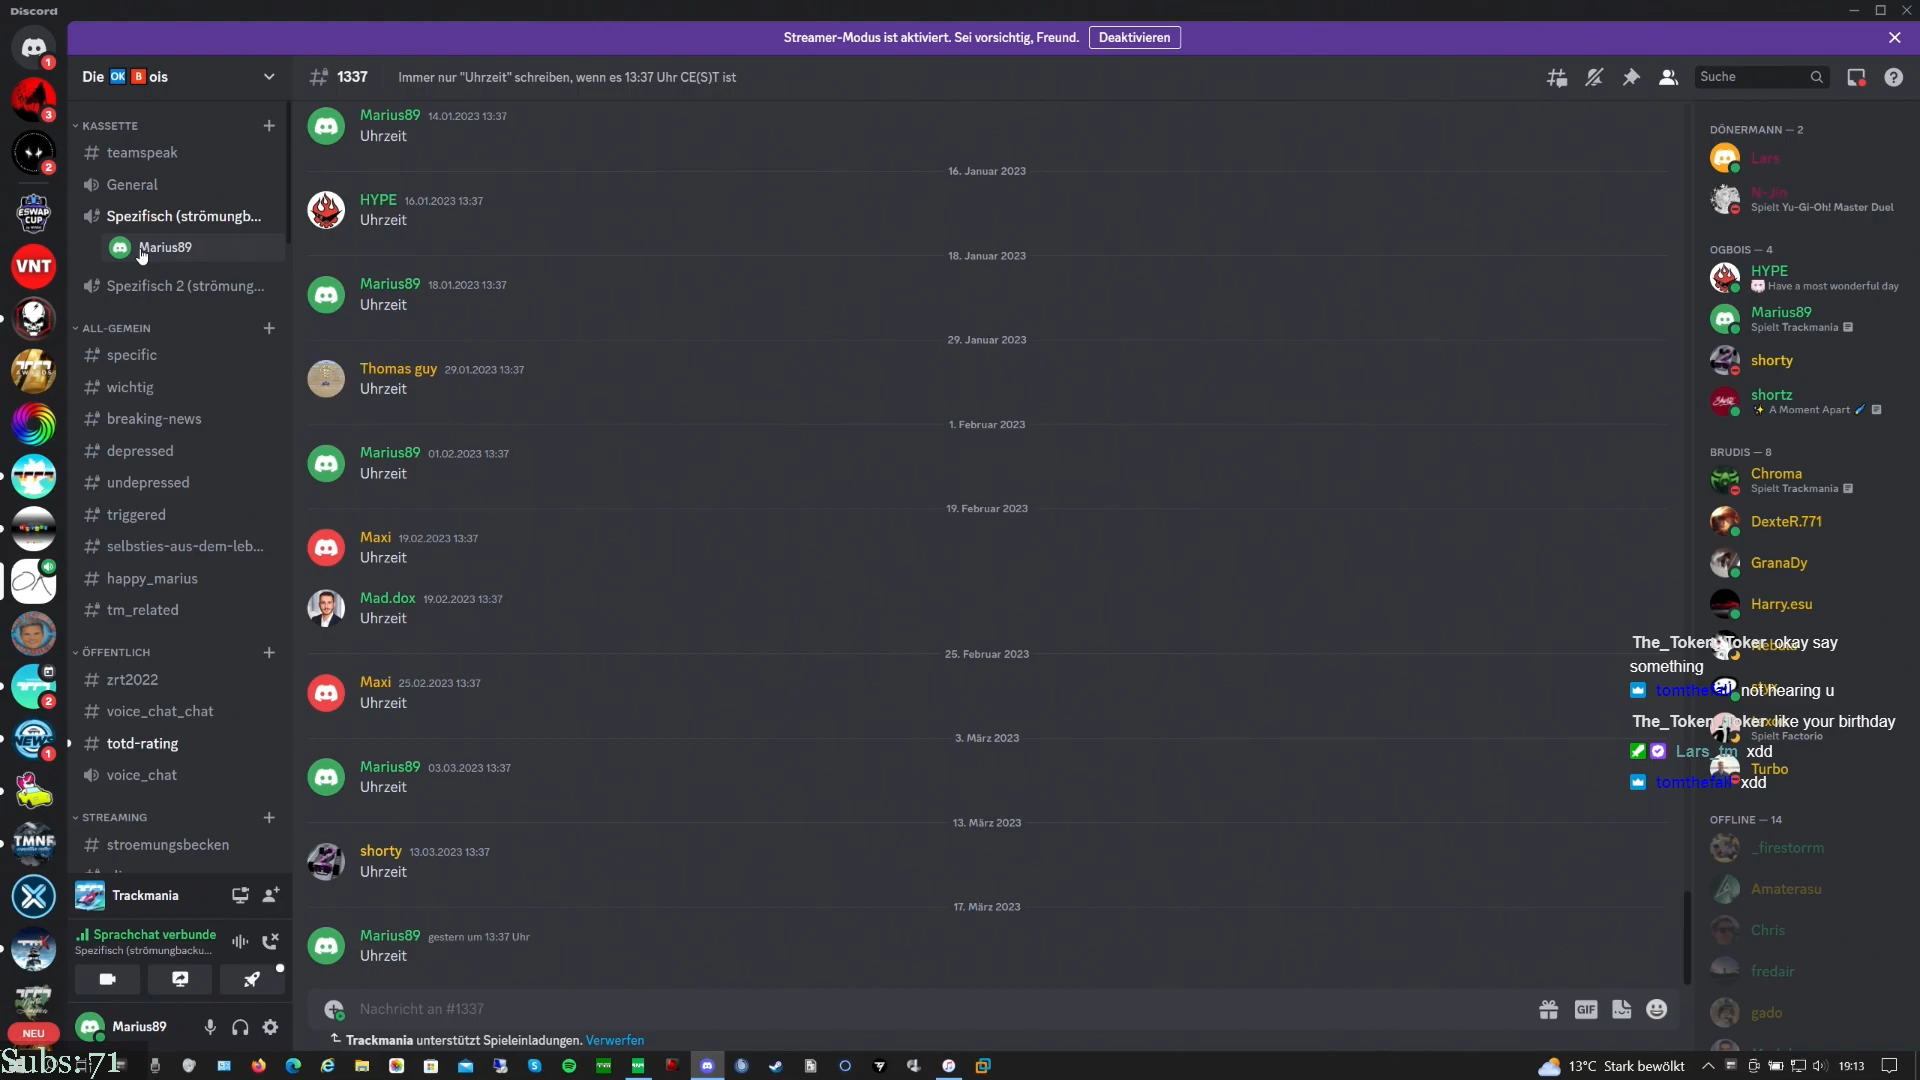 Discord
Streamer-Modus ist aktiviert. Sei vorsichtig, Freund.
Deaktivieren
Die OK B ois
1337
Immer nur "Uhrzeit" schreiben, wenn es 13:37 Uhr CE(S)T ist
Suche
KASSETTE
teamspeak
General
Spezifisch (strömungb...
Marius89
Spezifisch 2 (strömung...
ALL-GEMEIN
specific
wichtig
breaking-news
depressed
undepressed
triggered
selbsties-aus-dem-leb...
happy_marius
tm_related
ÖFFENTLICH
zrt2022
voice_chat_chat
totd-rating
voice_chat
STREAMING
stroemungsbecken
Trackmania
Sprachchat verbunde
Spezifisch (strömungbacku...
Marius89
1
3
2
VNT
2
NEWS
1
TMNF
NEU
Subs:71
Marius89 14.01.2023 13:37
Uhrzeit
16. Januar 2023
HYPE 16.01.2023 13:37
Uhrzeit
18. Januar 2023
Marius89 18.01.2023 13:37
Uhrzeit
29. Januar 2023
Thomas guy 29.01.2023 13:37
Uhrzeit
1. Februar 2023
Marius89 01.02.2023 13:37
Uhrzeit
19. Februar 2023
Maxi 19.02.2023 13:37
Uhrzeit
Mad.dox 19.02.2023 13:37
Uhrzeit
25. Februar 2023
Maxi 25.02.2023 13:37
Uhrzeit
3. März 2023
Marius89 03.03.2023 13:37
Uhrzeit
13. März 2023
shorty 13.03.2023 13:37
Uhrzeit
17. März 2023
Marius89 gestern um 13:37 Uhr
Uhrzeit
Nachricht an #1337
GIF
Trackmania unterstützt Spieleinladungen. Verwerfen
DÖNERMANN — 2
Lars
N-Jin
Spielt Yu-Gi-Oh! Master Duel
OGBOIS — 4
HYPE
Have a most wonderful day
Marius89
Spielt Trackmania
shorty
shortz
A Moment Apart
BRUDIS — 8
Chroma
Spielt Trackmania
DexteR.771
GranaDy
Harry.esu
The_Token_Toker okay say
something
tomthefall not hearing u
The_Token_Toker like your birthday
Spielt Factorio
Lars_tm xdd
Turbo
tomthefall xdd
OFFLINE — 14
_firestorrm
Amaterasu
Chris
fredair
gado
13°C Stark bewölkt
19:13